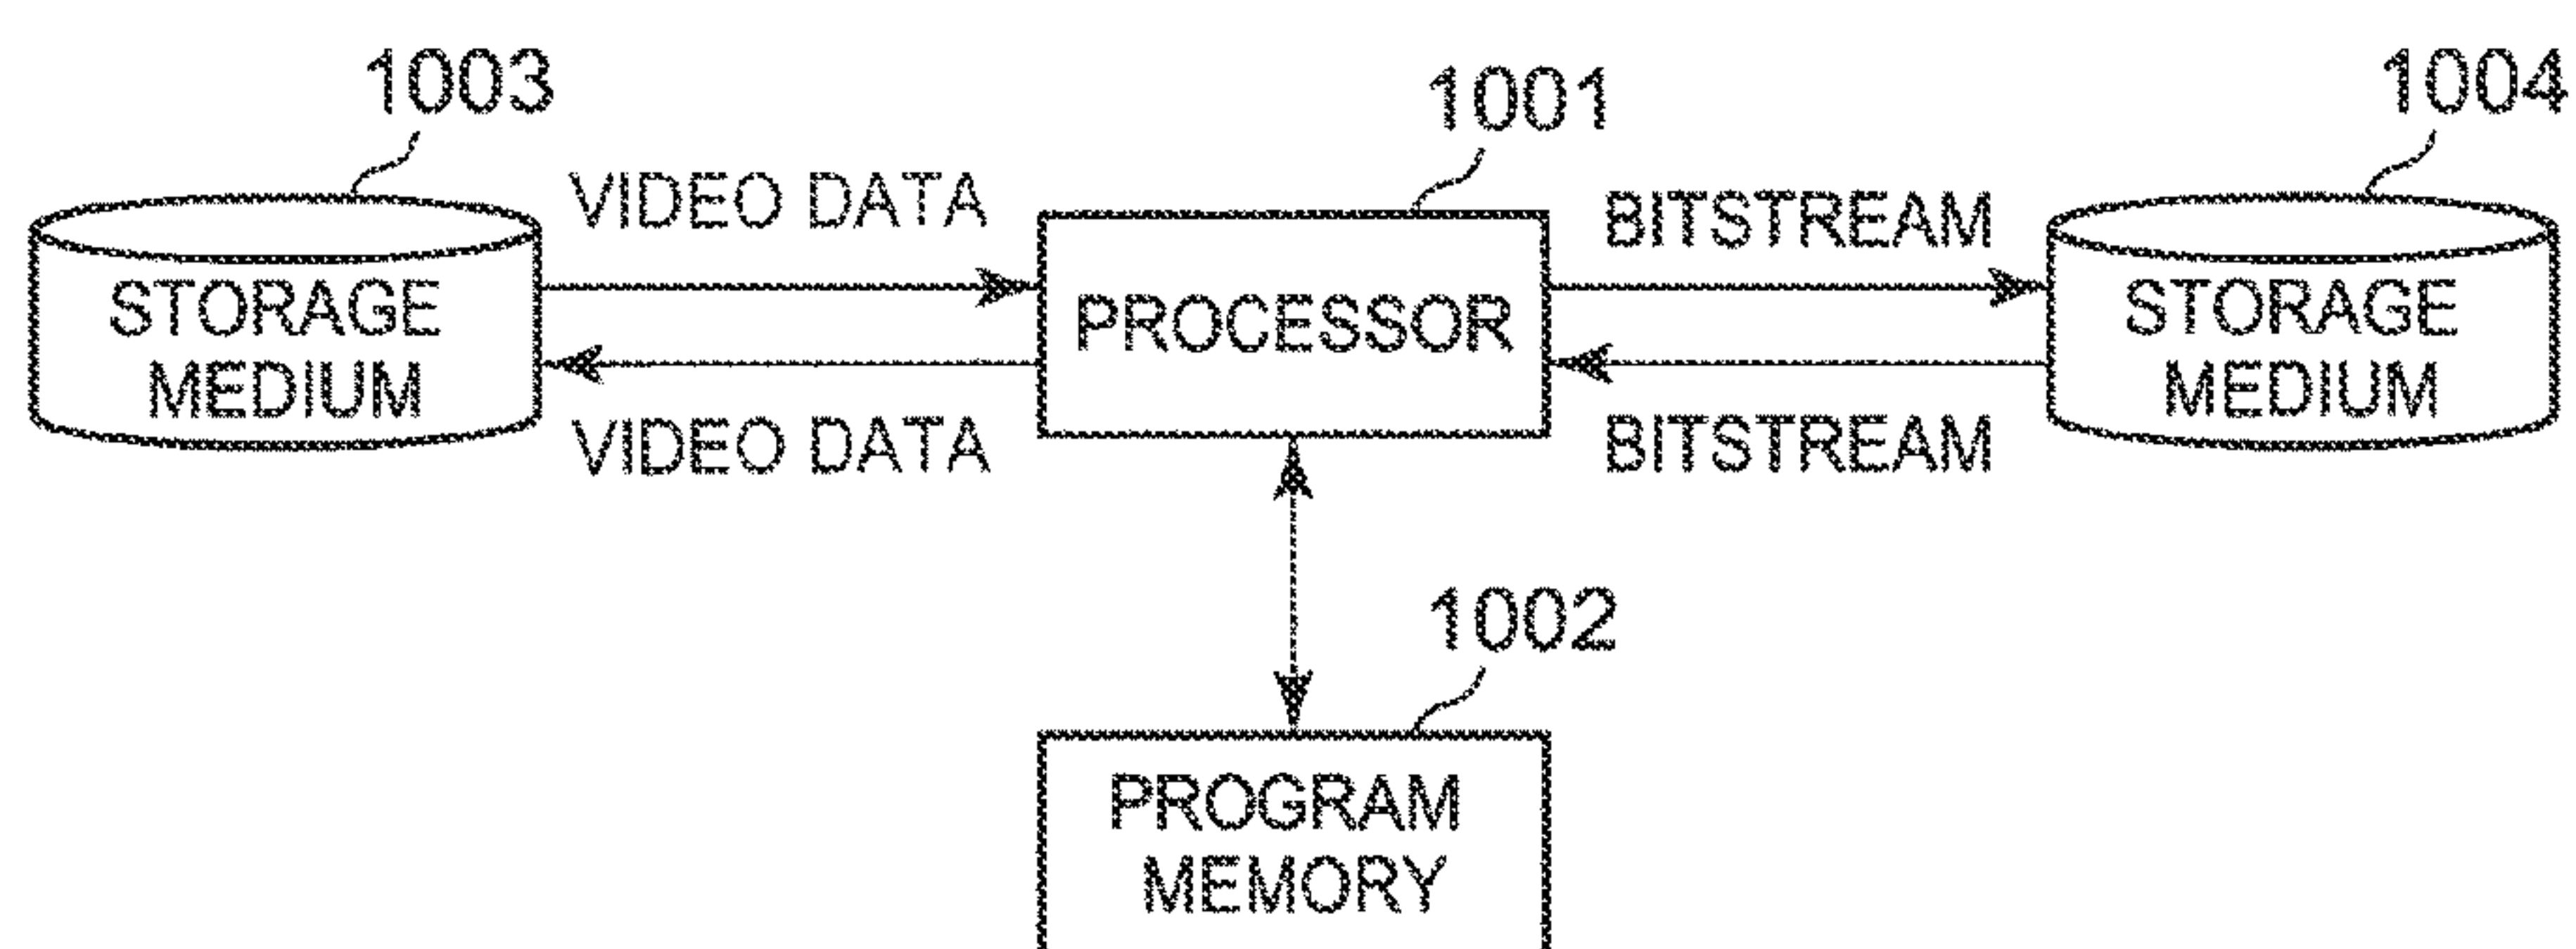 1003
1001
1004
VIDEO DATA
BITSTREAM
STORAGE
MEDIUM
PROCESSOR
STORAGE
MEDIUM
VIDEO DATA
BITSTREAM
1002
PROGRAM
MEMORY